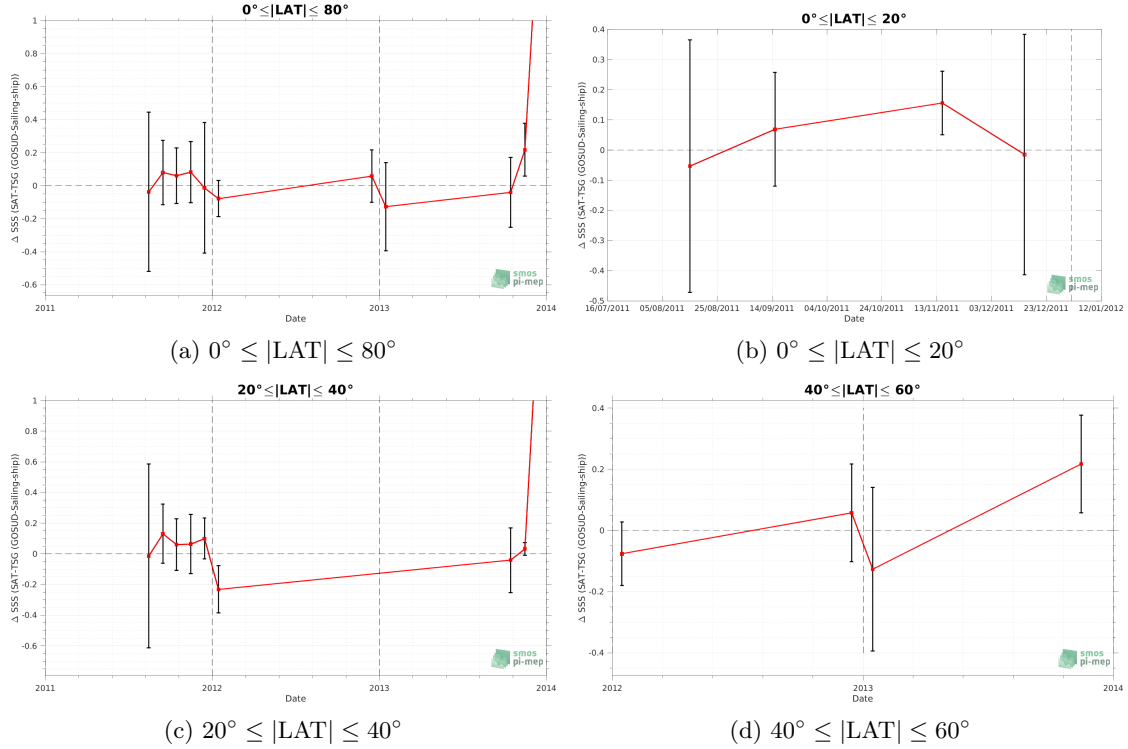 0°≤|LAT|≤ 80°
1
0.8
0.6
0.4
0.2
0
-0.2
-0.4
-0.6
Δ SSS (SAT-TSG (GOSUD-Sailing-ship))
2011
2012
2013
2014
Date
smos
pi-mep
(a) 0° ≤ |LAT| ≤ 80°
0°≤|LAT|≤ 20°
0.4
0.3
0.2
0.1
0
-0.1
-0.2
-0.3
-0.4
-0.5
Δ SSS (SAT-TSG (GOSUD-Sailing-ship))
16/07/2011
05/08/2011
25/08/2011
14/09/2011
04/10/2011
24/10/2011
13/11/2011
03/12/2011
23/12/2011
12/01/2012
Date
smos
pi-mep
(b) 0° ≤ |LAT| ≤ 20°
20°≤|LAT|≤ 40°
1
0.8
0.6
0.4
0.2
0
-0.2
-0.4
-0.6
Δ SSS (SAT-TSG (GOSUD-Sailing-ship))
2011
2012
2013
2014
Date
smos
pi-mep
(c) 20° ≤ |LAT| ≤ 40°
40°≤|LAT|≤ 60°
0.4
0.2
0
-0.2
-0.4
Δ SSS (SAT-TSG (GOSUD-Sailing-ship))
2012
2013
2014
Date
smos
pi-mep
(d) 40° ≤ |LAT| ≤ 60°